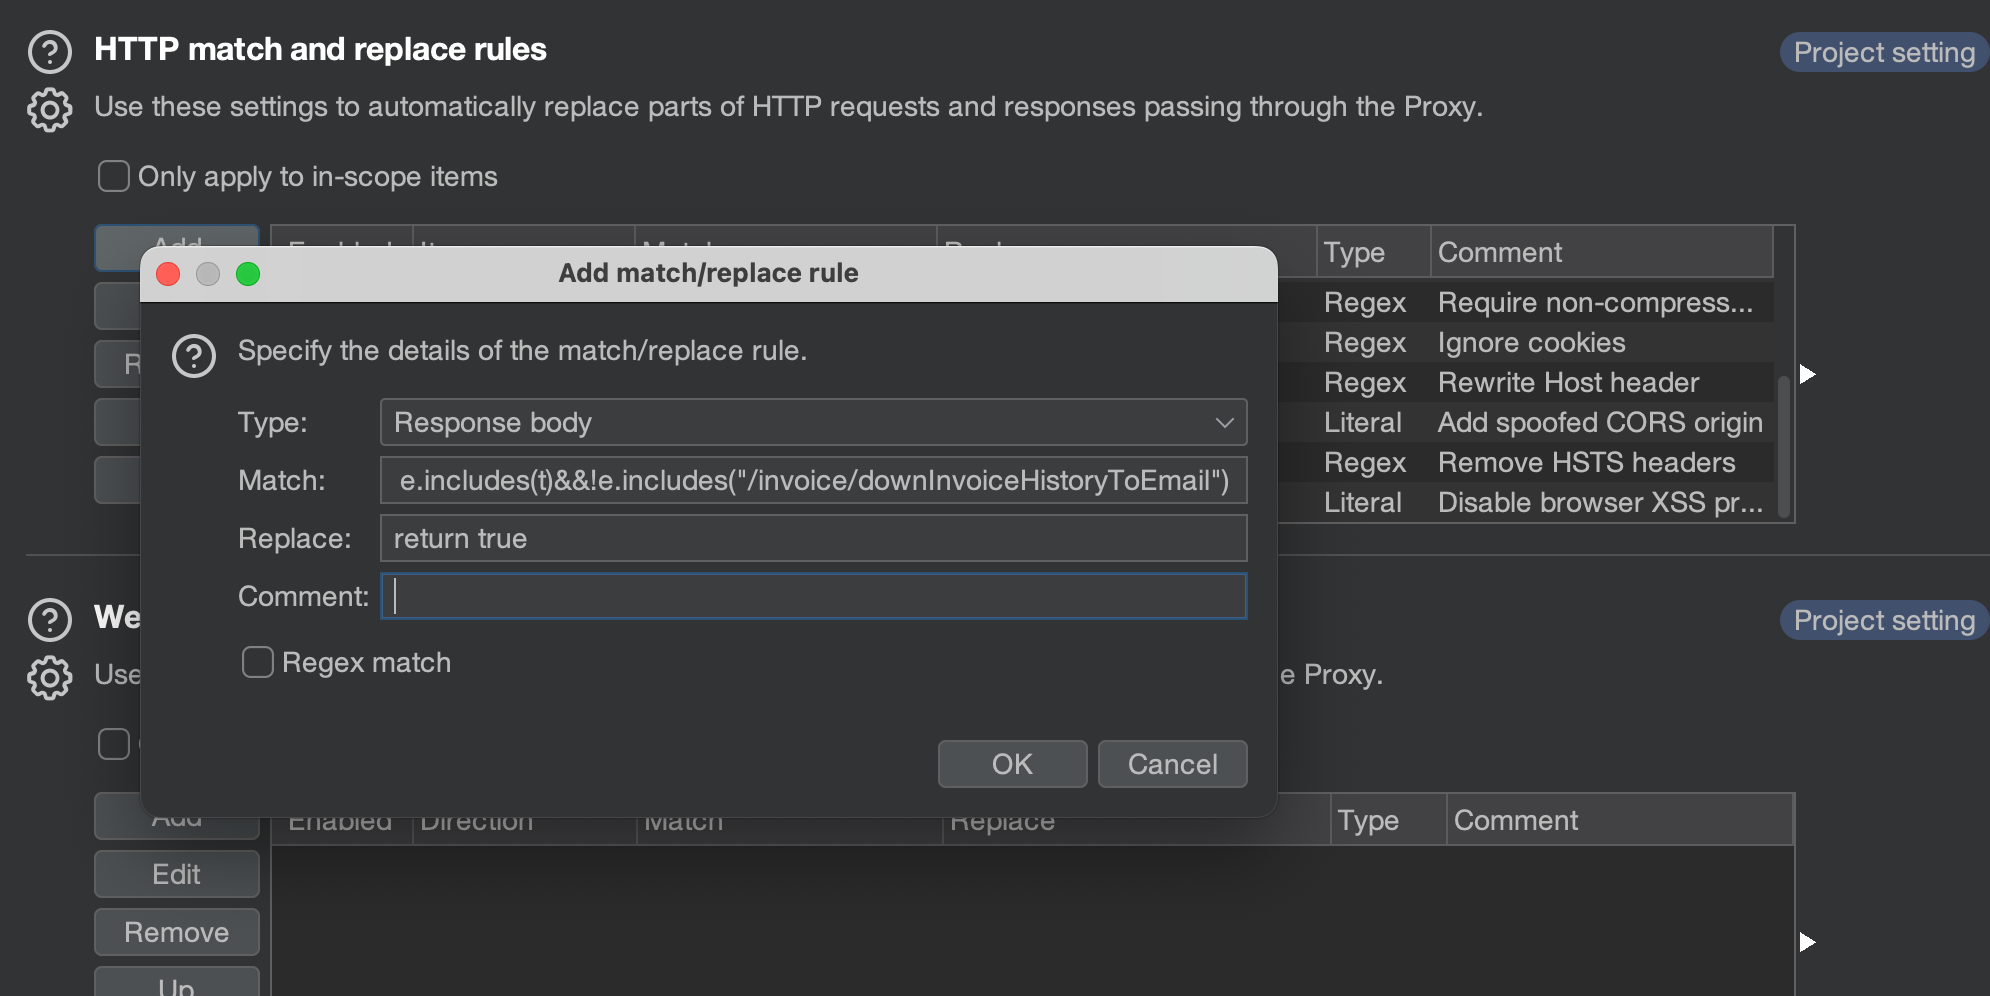 HTTP match and replace rules
Project setting
Use these settings to automatically replace parts of HTTP requests and responses passing through the Proxy.
Only apply to in-scope items
Add
Type Comment
Add match/replace rule
Regex Require non-compress...
Regex Ignore cookies
Regex Rewrite Host header
Literal Add spoofed CORS origin
Regex Remove HSTS headers
Literal Disable browser XSS pr...
Specify the details of the match/replace rule.
Type: Response body
Match: e.includes(t)&&!e.includes("/invoice/downInvoiceHistoryToEmail")
Replace: return true
Comment:
Regex match
OK Cancel
We
Project setting
Use
e Proxy.
Add
Enabled Direction Match Replace Type Comment
Edit
Remove
Up